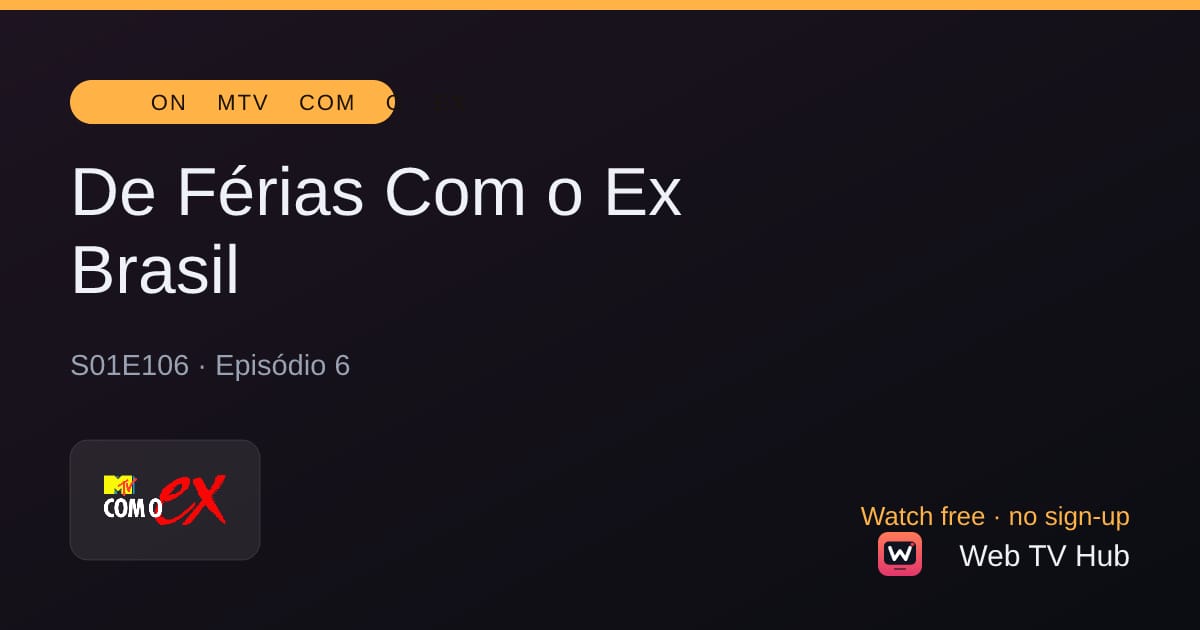 ON MTV COM O
De Férias Com o Ex
Brasil
S01E106 · Episódio 6
MTV
COM O ex
Watch free · no sign-up
W
Web TV Hub